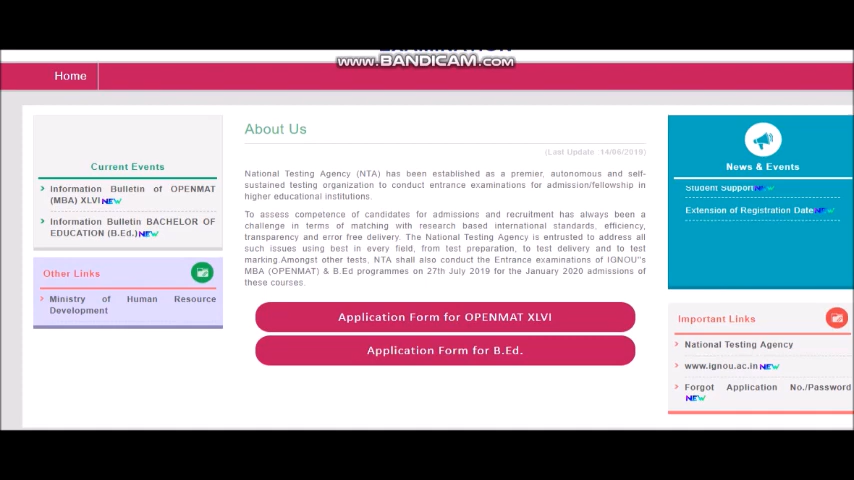 EXAMINATION
www.BANDICAM.com
Home
Current Events
Information Bulletin of OPENMAT
(MBA) XLVI NEW
Information Bulletin BACHELOR OF
EDUCATION (B.Ed.) NEW
Other Links
Ministry of Human Resource
Development
About Us
(Last Update 14/06/2019)
National Testing Agency (NTA) has been established as a premier, autonomous and self-
sustained testing organization to conduct entrance examinations for admission/fellowship in
higher educational institutions.
To assess competence of candidates for admissions and recruitment has always been a
challenge in terms of matching with research based international standards, efficiency,
transparency and error free delivery. The National Testing Agency is entrusted to address all
such issues using best in every field, from test preparation, to test delivery and to test
marking.Amongst other tests, NTA shall also conduct the Entrance examinations of IGNOU"s
MBA (OPENMAT) & B.Ed programmes on 27th July 2019 for the January 2020 admissions of
these courses.
Application Form for OPENMAT XLVI
Application Form for B.Ed.
News & Events
Student Support NEW
Extension of Registration Date NEW
Important Links
National Testing Agency
www.ignou.ac.in NEW
Forgot Application No./Password
NEW